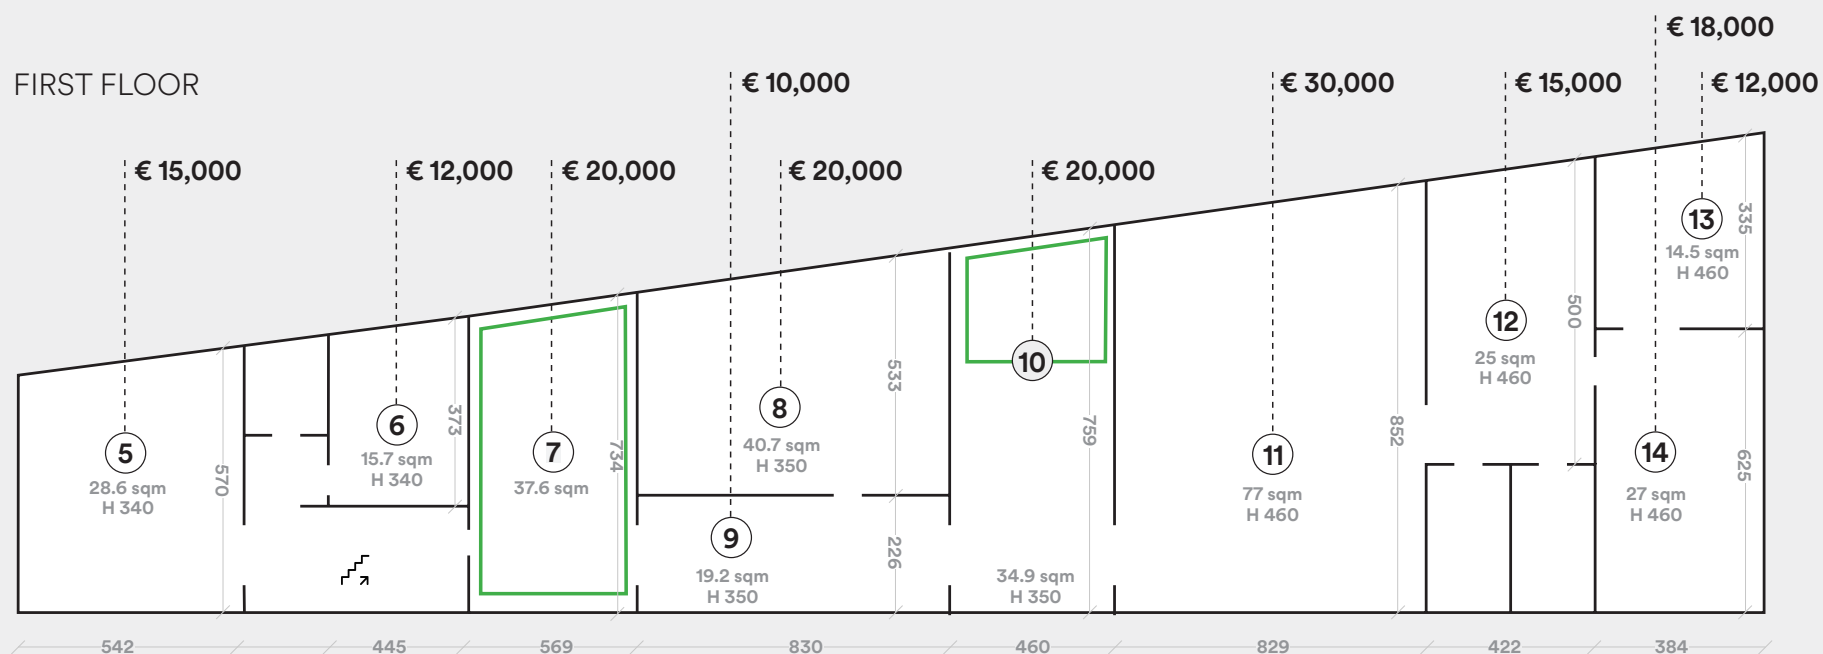 € 18,000
FIRST FLOOR
€ 10,000
€ 30,000
€ 15,000
€ 12,000
€ 15,000
€ 12,000
€ 20,000
€ 20,000
€ 20,000
5
28.6 sqm
H 340
570
6
15.7 sqm
H 340
373
7
37.6 sqm
734
8
40.7 sqm
H 350
533
9
19.2 sqm
H 350
226
10
34.9 sqm
H 350
759
11
77 sqm
H 460
852
12
25 sqm
H 460
500
13
14.5 sqm
H 460
335
14
27 sqm
H 460
625
542
445
569
830
460
829
422
384